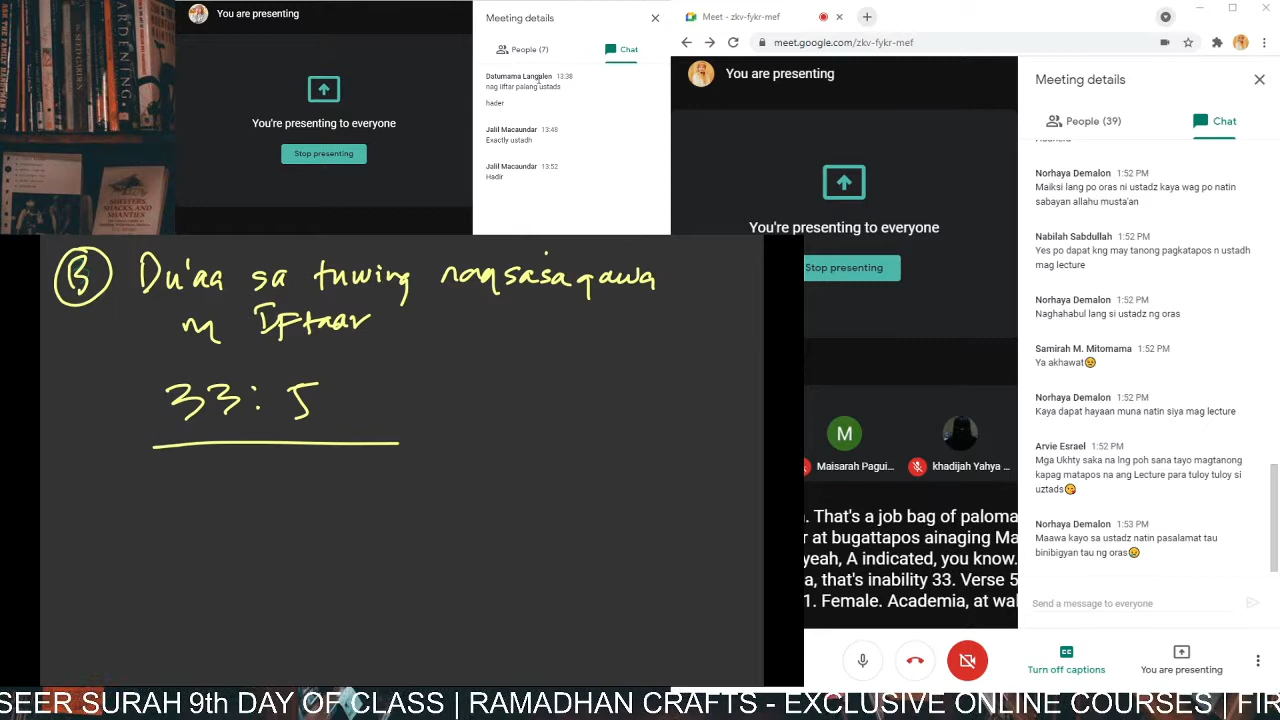 You are presenting
You're presenting to everyone
Stop presenting
Meeting details
People (7)
Chat
Datumama Langalen 13:38
nag iiftar palang ustads
hader
Jalil Macaundar 13:48
Exactly ustadh
Jalil Macaundar 13:52
Hadir
SHELTERS,
SHACKS, AND
SHANTIES
B Du'aa sa tuwing nagsasagawa
ng Iftaar
33:5
Meet - zkv-fykr-mef
meet.google.com/zkv-fykr-mef
You are presenting
You're presenting to everyone
Stop presenting
M
Maisarah Pagui...
khadijah Yahya ...
. That's a job bag of paloma
r at bugattapos ainaging Ma
yeah, A indicated, you know.
a, that's inability 33. Verse 5
1. Female. Academia, at wal
Meeting details
People (39)
Chat
Norhaya Demalon 1:52 PM
Maiksi lang po oras ni ustadz kaya wag po natin
sabayan allahu musta'an
Nabilah Sabdullah 1:52 PM
Yes po dapat kng may tanong pagkatapos n ustadh
mag lecture
Norhaya Demalon 1:52 PM
Naghahabul lang si ustadz ng oras
Samirah M. Mitomama 1:52 PM
Ya akhawat😣
Norhaya Demalon 1:52 PM
Kaya dapat hayaan muna natin siya mag lecture
Arvie Esrael 1:52 PM
Mga Ukhty saka na lng poh sana tayo magtanong
kapag matapos na ang Lecture para tuloy tuloy si
uztads😘
Norhaya Demalon 1:53 PM
Maawa kayo sa ustadz natin pasalamat tau
binibigyan tau ng oras😥
Send a message to everyone
CC
Turn off captions
You are presenting
SEER SURAH 9th DAY OF CLASS | RAMADHAN CRAFTS - EXCLUSIVE ONLINE COURSES | FIR